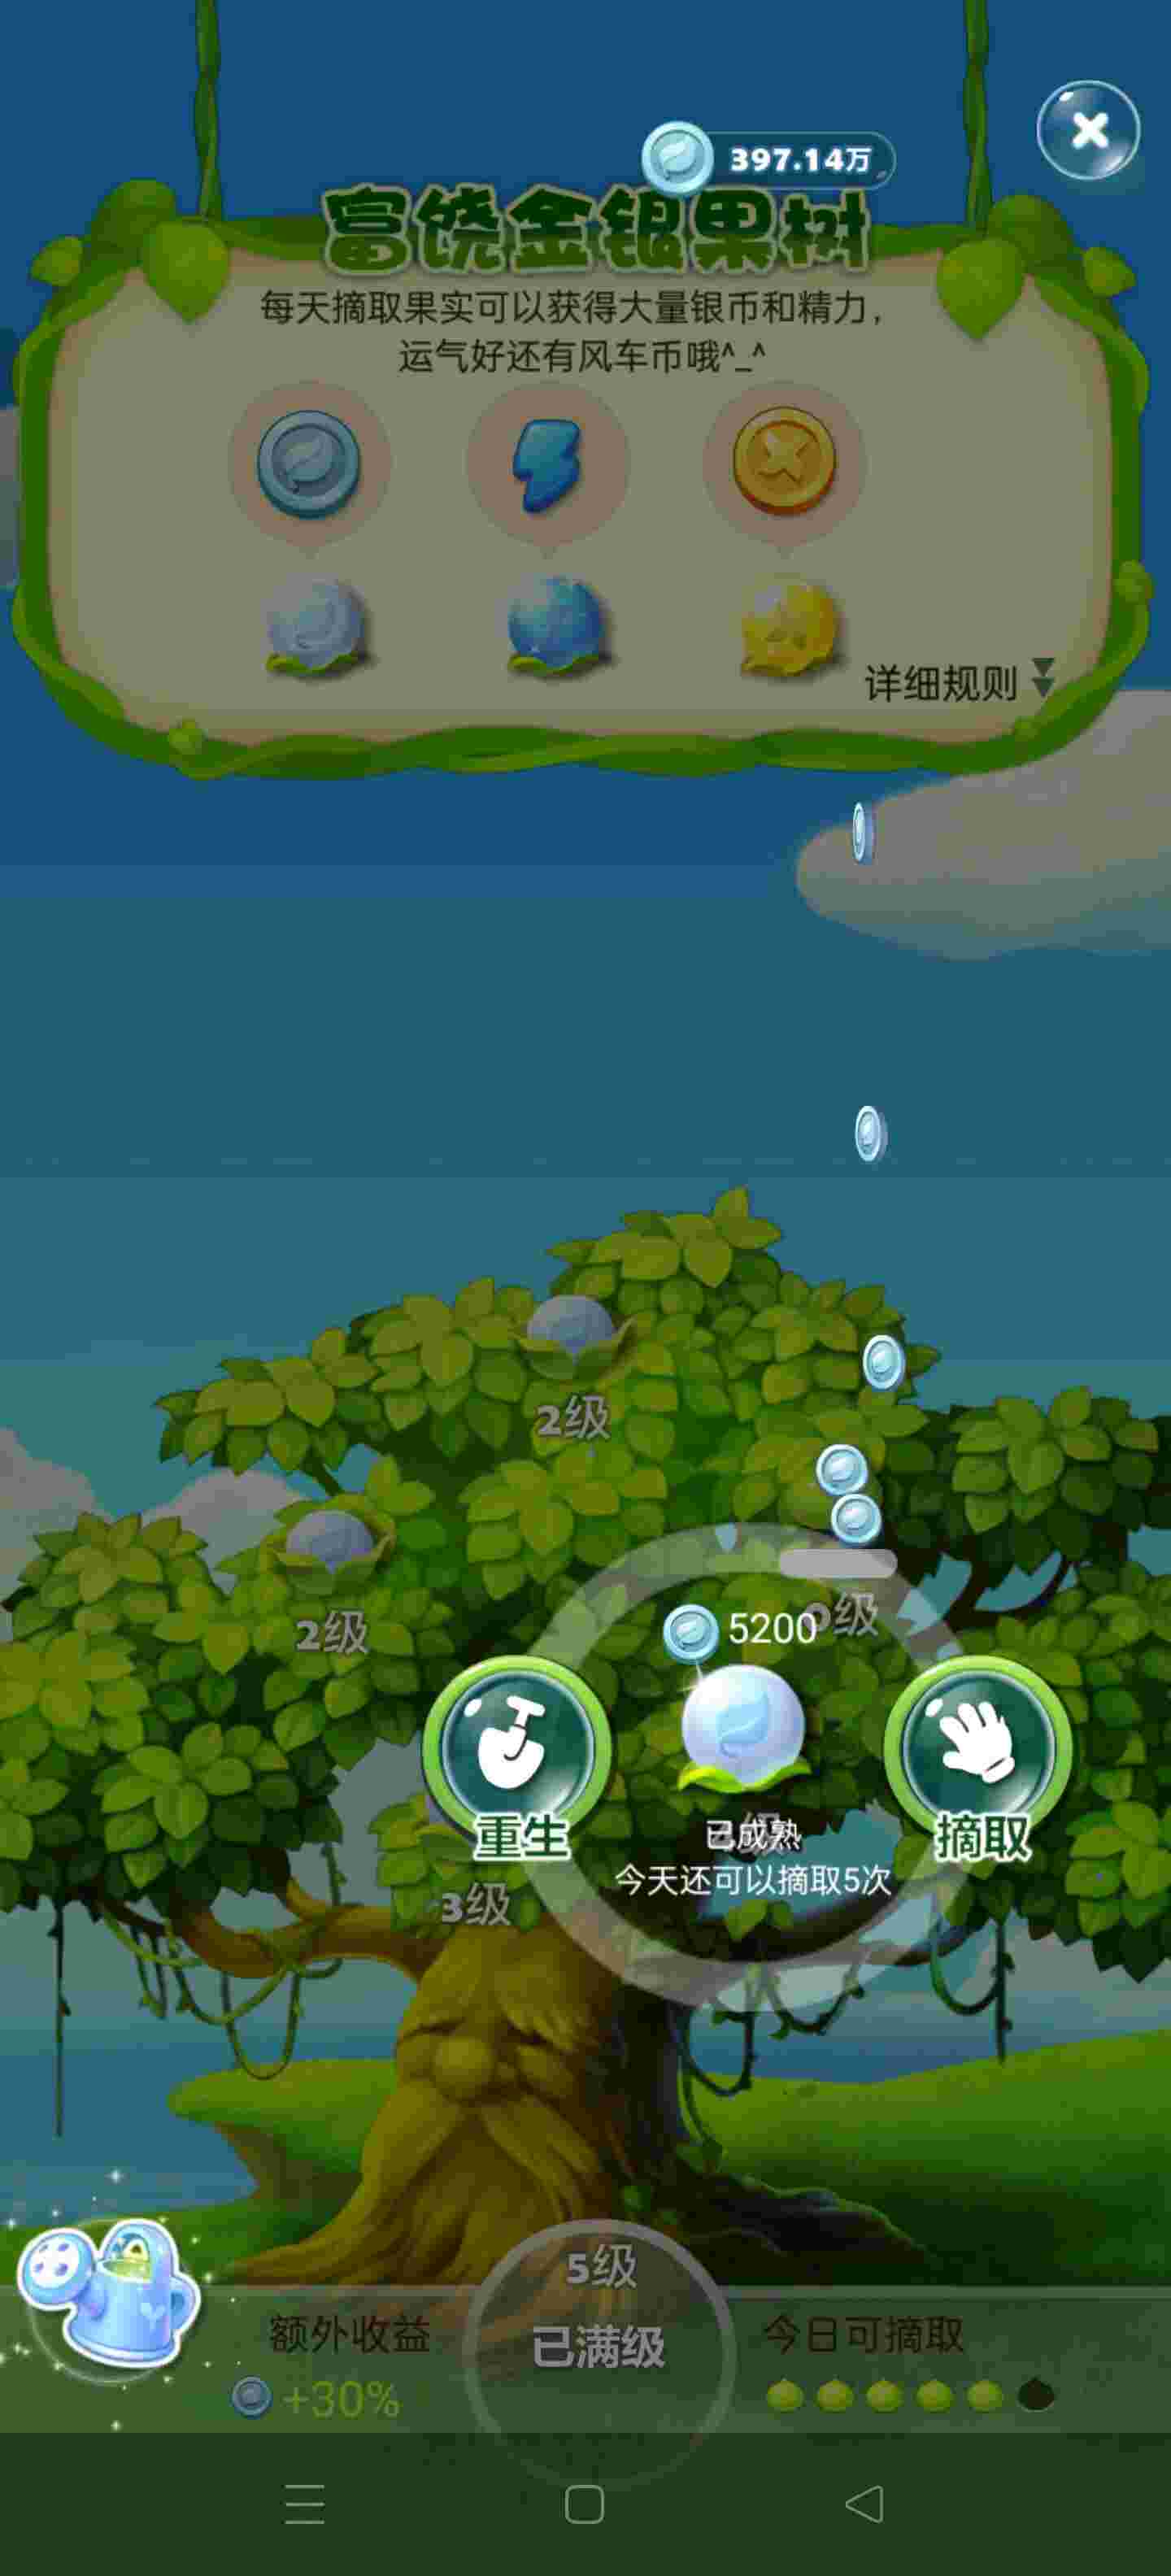 397.14万
富饶金银果树
每天摘取果实可以获得大量银币和精力，
运气好还有风车币哦^_^
详细规则
2级
2级
0级
5200
重生
已成熟
摘取
今天还可以摘取5次
3级
5级
已满级
额外收益
+30%
今日可摘取